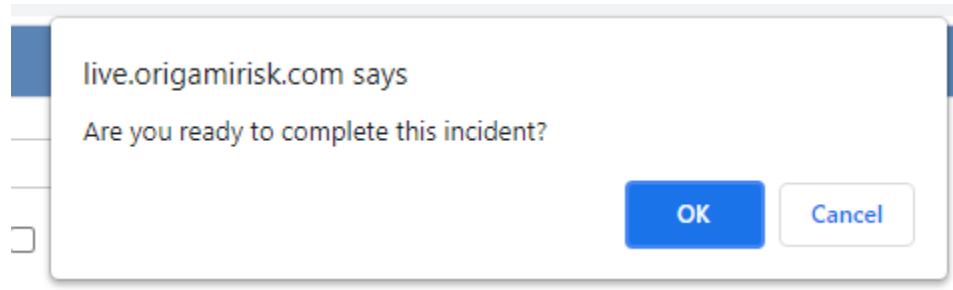 live.origamirisk.com says
Are you ready to complete this incident?
OK
Cancel